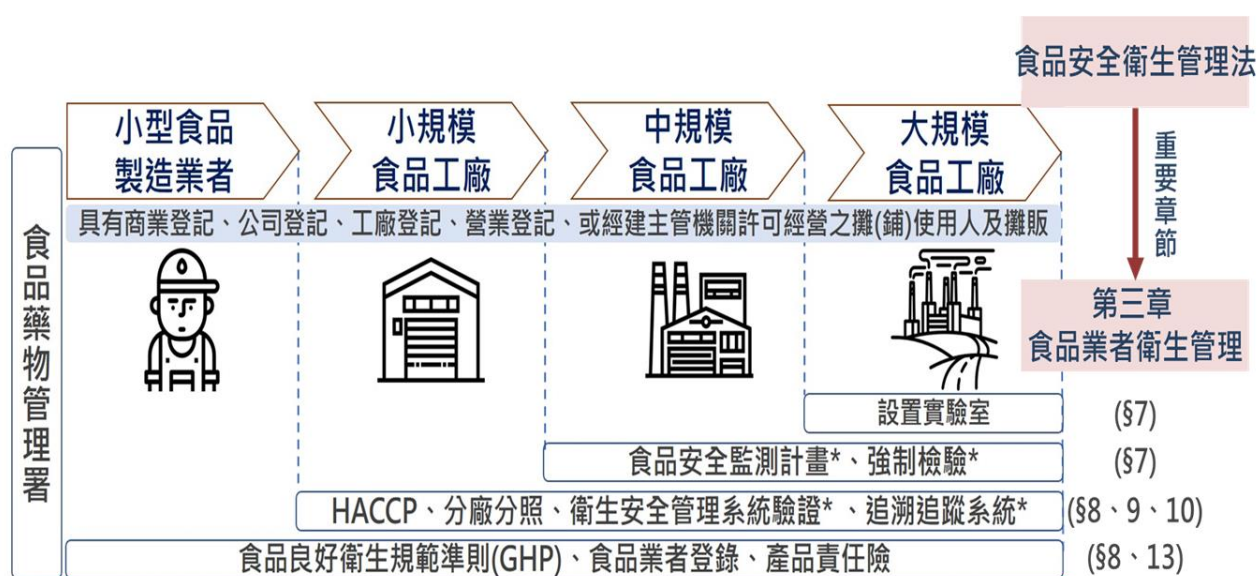 食品安全衛生管理法
重要章節
第三章
食品業者衛生管理
食品藥物管理署
小型食品
製造業者
小規模
食品工廠
中規模
食品工廠
大規模
食品工廠
具有商業登記、公司登記、工廠登記、營業登記、或經建主管機關許可經營之攤(鋪)使用人及攤販
設置實驗室 (§7)
食品安全監測計畫*、強制檢驗* (§7)
HACCP、分廠分照、衛生安全管理系統驗證*、追溯追蹤系統* (§8、9、10)
食品良好衛生規範準則(GHP)、食品業者登錄、產品責任險 (§8、13)